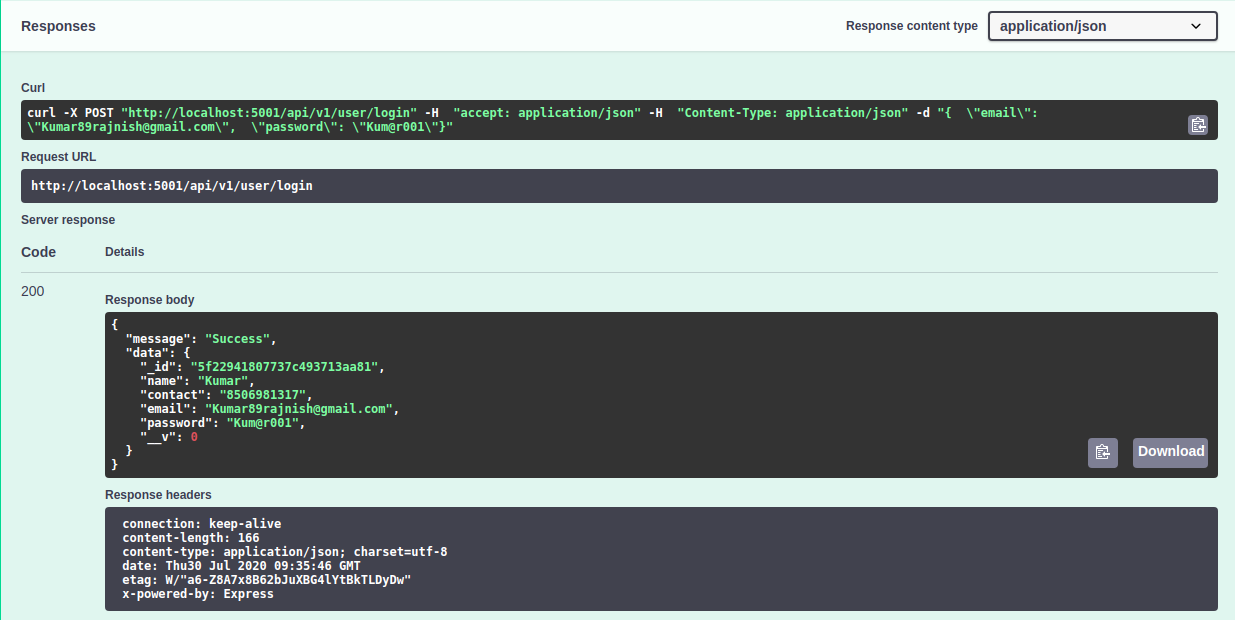 Responses
Response content type
application/json
Curl
curl -X POST "http://localhost:5001/api/v1/user/login" -H  "accept: application/json" -H  "Content-Type: application/json" -d "{  \"email\":
\"Kumar89rajnish@gmail.com\",  \"password\": \"Kum@r001\"}"
Request URL
http://localhost:5001/api/v1/user/login
Server response
Code Details
200
Response body
{
  "message": "Success",
  "data": {
    "_id": "5f22941807737c493713aa81",
    "name": "Kumar",
    "contact": "8506981317",
    "email": "Kumar89rajnish@gmail.com",
    "password": "Kum@r001",
    "__v": 0
  }
}
Download
Response headers
connection: keep-alive
content-length: 166
content-type: application/json; charset=utf-8
date: Thu30 Jul 2020 09:35:46 GMT
etag: W/"a6-Z8A7x8B62bJuXBG4lYtBkTLDyDw"
x-powered-by: Express